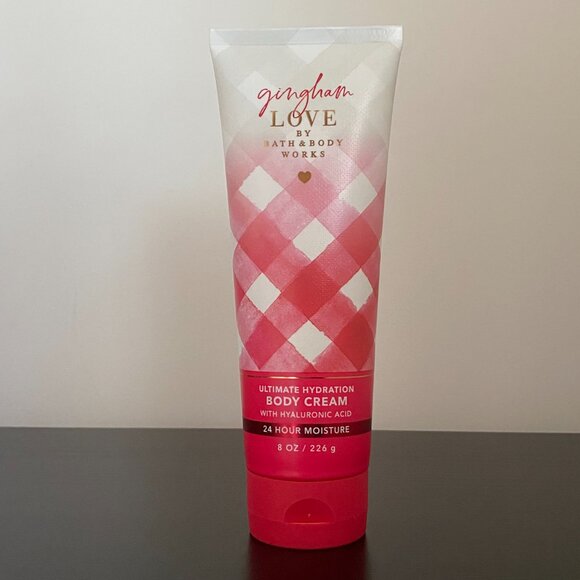 gingham
LOVE
BY
BATH & BODY
WORKS
ULTIMATE HYDRATION
BODY CREAM
WITH HYALURONIC ACID
24 HOUR MOISTURE
8 OZ / 226 g